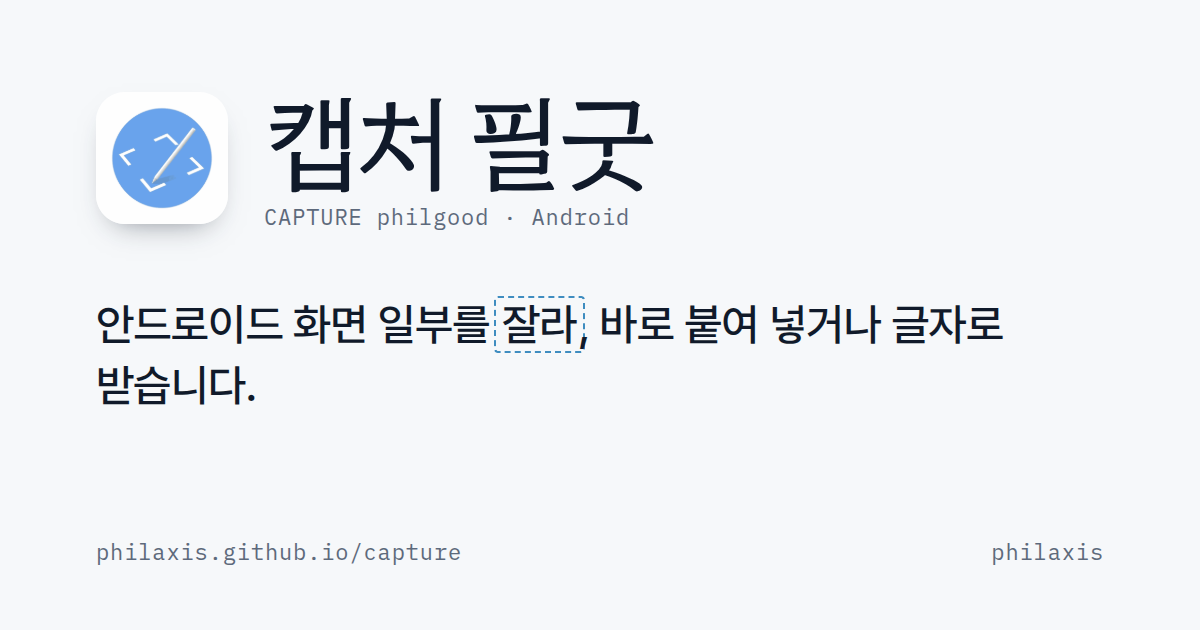 캡처 필굿
CAPTURE philgood · Android
안드로이드 화면 일부를 잘라, 바로 붙여 넣거나 글자로
받습니다.
philaxis.github.io/capture
philaxis